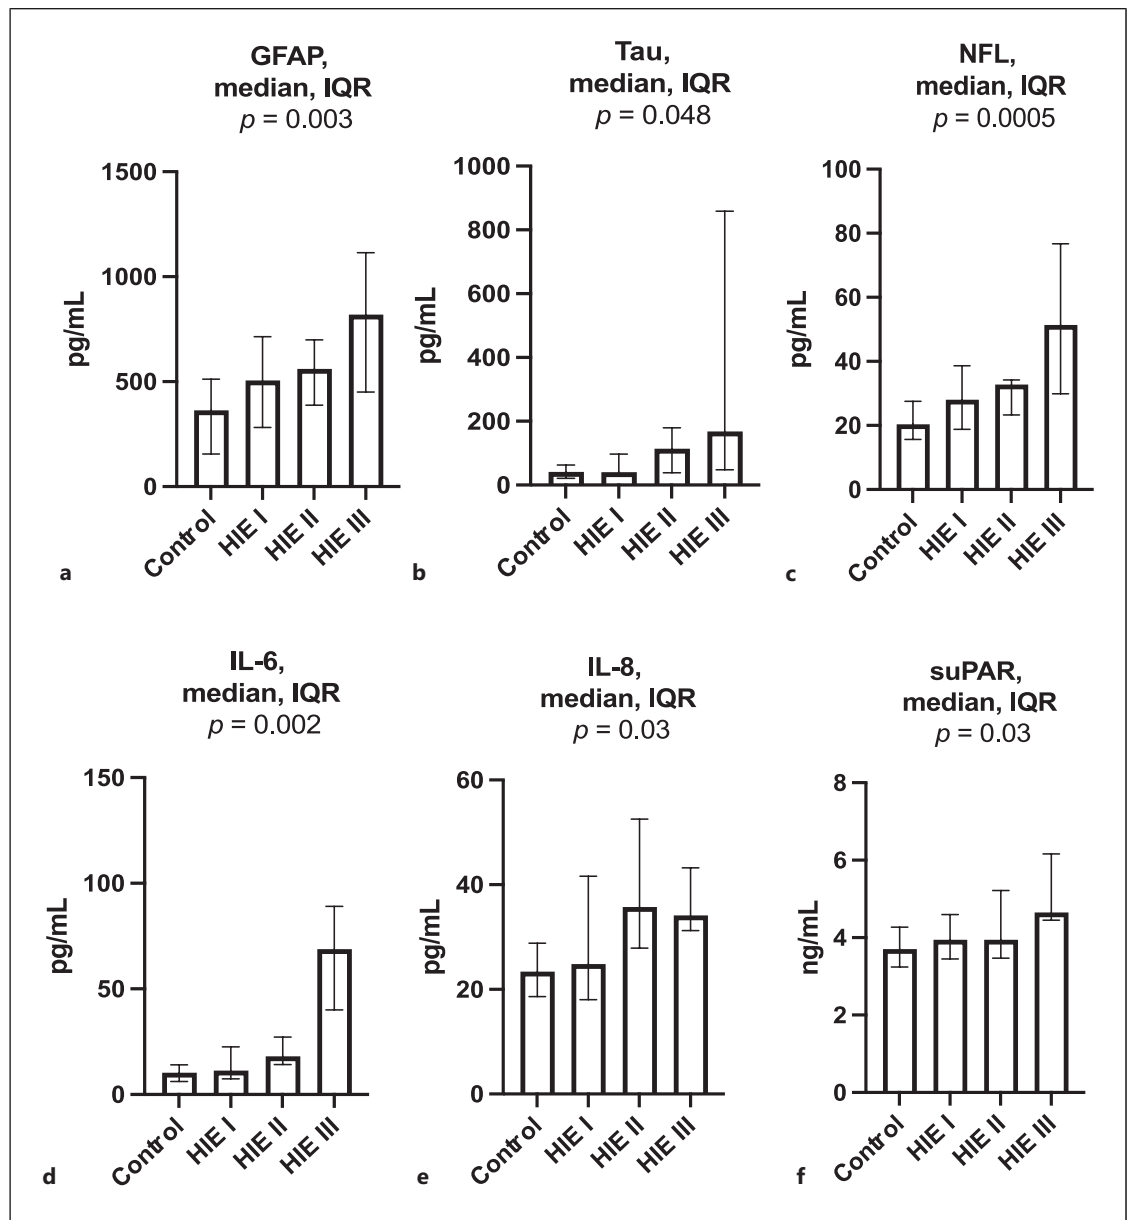 GFAP,
median, IQR
p = 0.003
1500
1000
500
0
pg/mL
Control
HIE I
HIE II
HIE III
a
Tau,
median, IQR
p = 0.048
1000
800
600
400
200
0
pg/mL
Control
HIE I
HIE II
HIE III
b
NFL,
median, IQR
p = 0.0005
100
80
60
40
20
0
pg/mL
Control
HIE I
HIE II
HIE III
c
IL-6,
median, IQR
p = 0.002
150
100
50
0
pg/mL
Control
HIE I
HIE II
HIE III
d
IL-8,
median, IQR
p = 0.03
60
40
20
0
pg/mL
Control
HIE I
HIE II
HIE III
e
suPAR,
median, IQR
p = 0.03
8
6
4
2
0
ng/mL
Control
HIE I
HIE II
HIE III
f